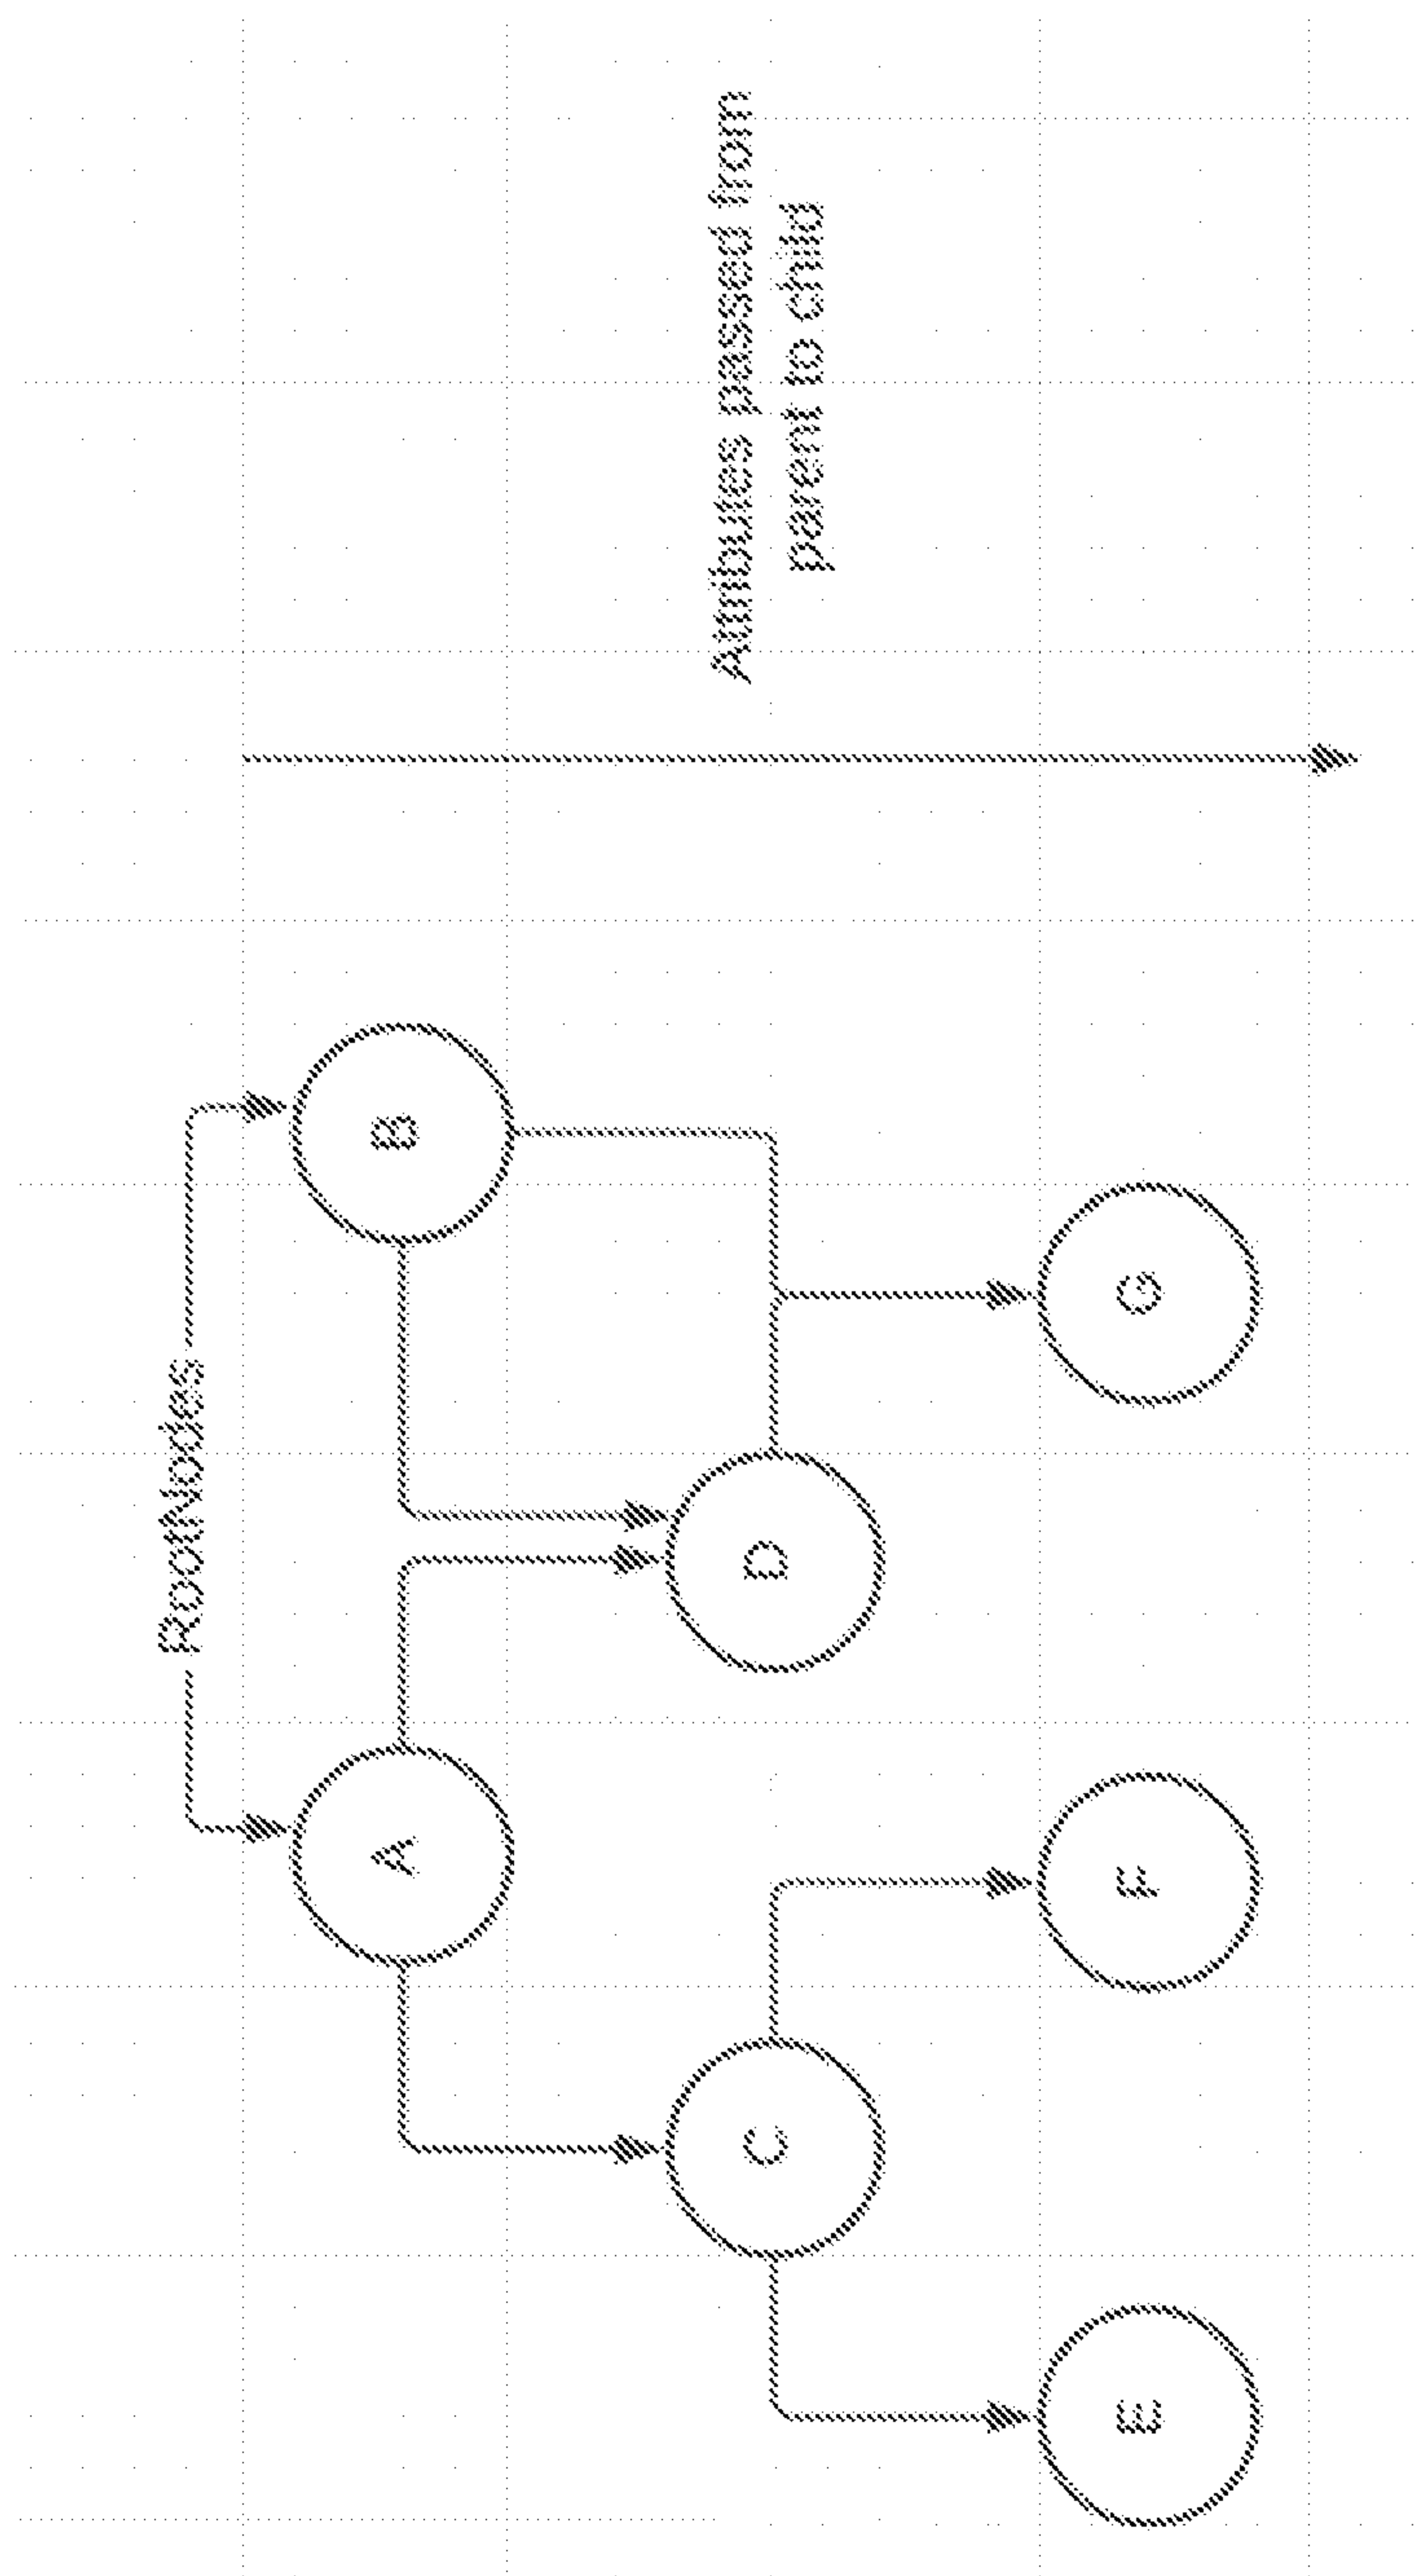 RootNodes
A
B
Attributes passed from
parent to child
C
D
E
F
G